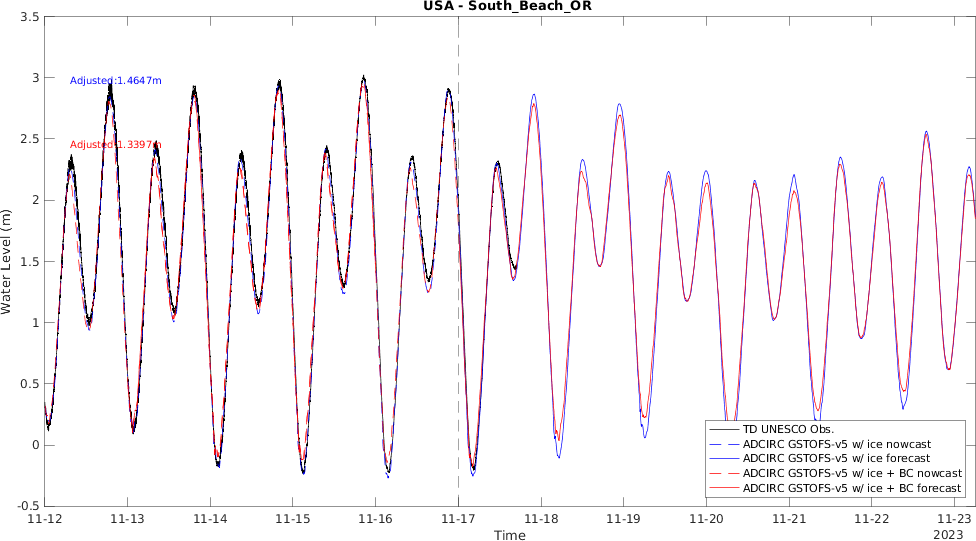 USA - South_Beach_OR
3.5
3
2.5
2
1.5
1
0.5
0
-0.5
Water Level (m)
Adjusted:1.4647m
Adjusted:1.3397m
TD UNESCO Obs.
ADCIRC GSTOFS-v5 w/ ice nowcast
ADCIRC GSTOFS-v5 w/ ice forecast
ADCIRC GSTOFS-v5 w/ ice + BC nowcast
ADCIRC GSTOFS-v5 w/ ice + BC forecast
11-12 11-13 11-14 11-15 11-16 11-17 11-18 11-19 11-20 11-21 11-22 11-23
Time
2023